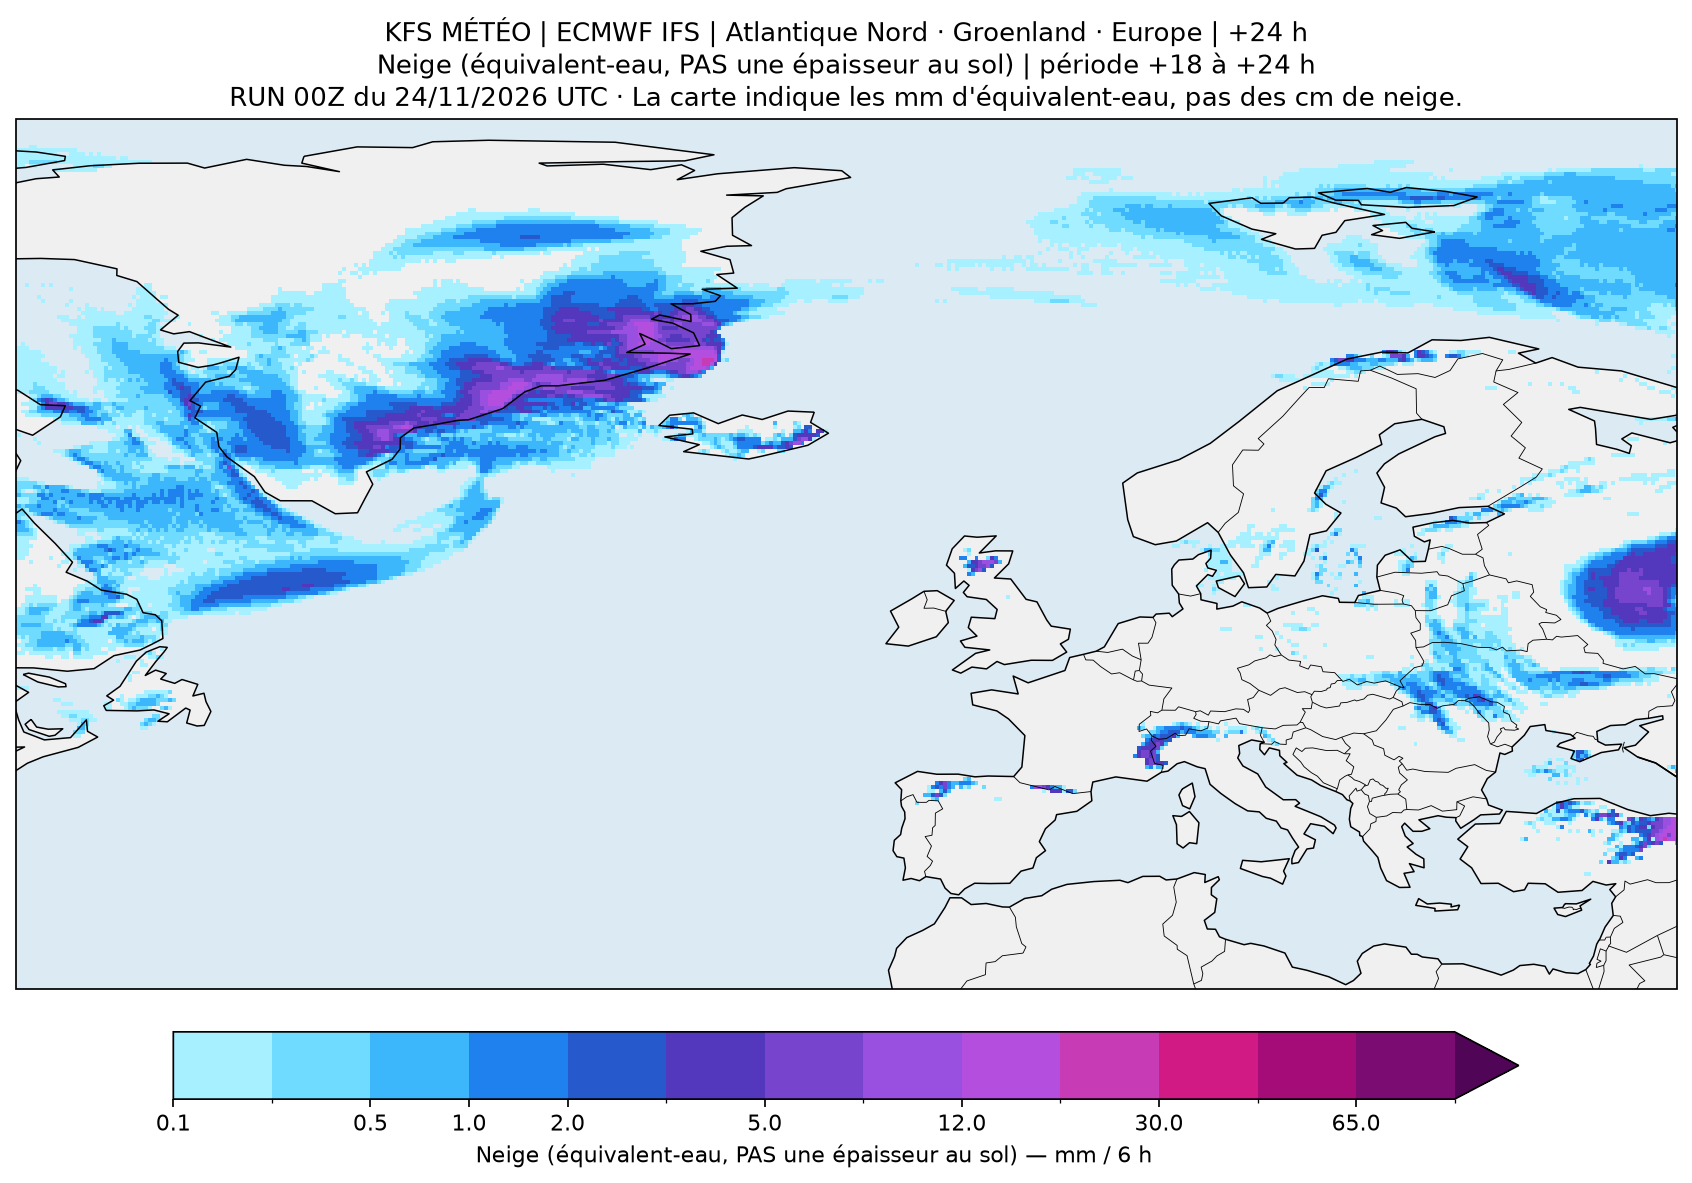 KFS MÉTÉO | ECMWF IFS | Atlantique Nord · Groenland · Europe | +24 h
Neige (équivalent-eau, PAS une épaisseur au sol) | période +18 à +24 h
RUN 00Z du 24/11/2026 UTC · La carte indique les mm d'équivalent-eau, pas des cm de neige.
0.1 0.5 1.0 2.0 5.0 12.0 30.0 65.0
Neige (équivalent-eau, PAS une épaisseur au sol) — mm / 6 h